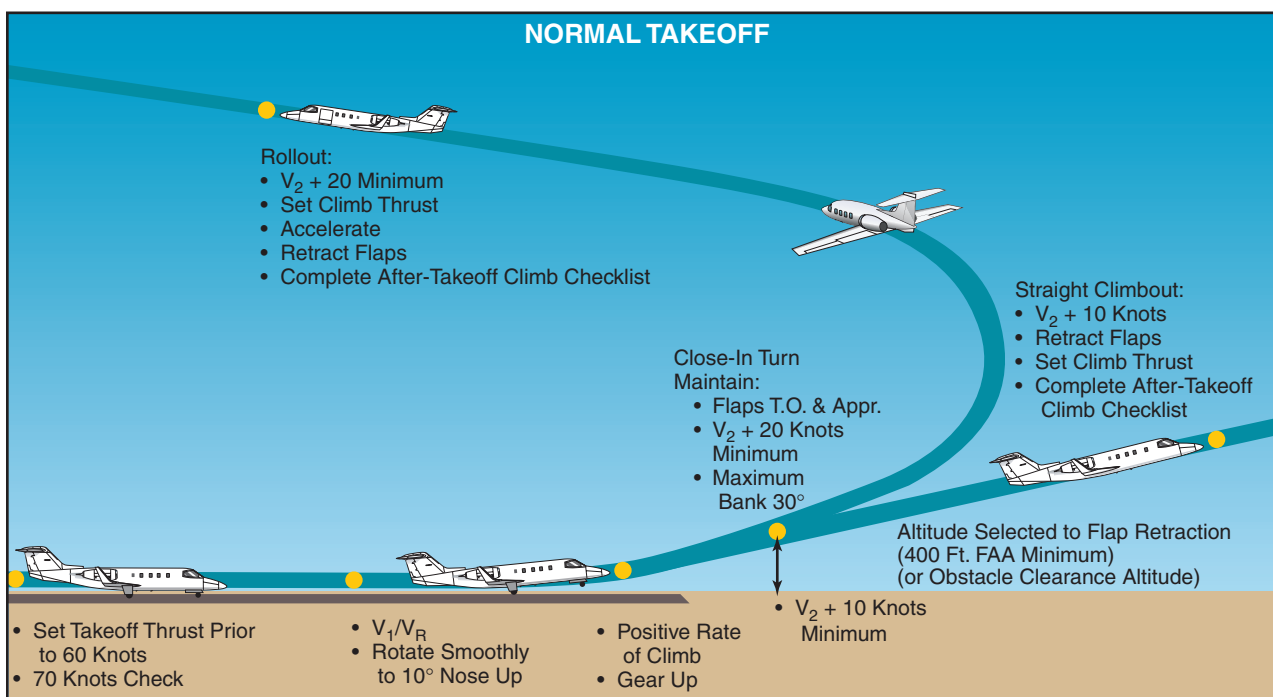 NORMAL TAKEOFF
Rollout:
• V₂ + 20 Minimum
• Set Climb Thrust
• Accelerate
• Retract Flaps
• Complete After-Takeoff Climb Checklist
Straight Climbout:
• V₂ + 10 Knots
• Retract Flaps
• Set Climb Thrust
• Complete After-Takeoff
Climb Checklist
Close-In Turn
Maintain:
• Flaps T.O. & Appr.
• V₂ + 20 Knots
Minimum
• Maximum
Bank 30°
Altitude Selected to Flap Retraction
(400 Ft. FAA Minimum)
(or Obstacle Clearance Altitude)
• Set Takeoff Thrust Prior
to 60 Knots
• 70 Knots Check
• V₁/V_R
• Rotate Smoothly
to 10° Nose Up
• Positive Rate
of Climb
• Gear Up
• V₂ + 10 Knots
Minimum